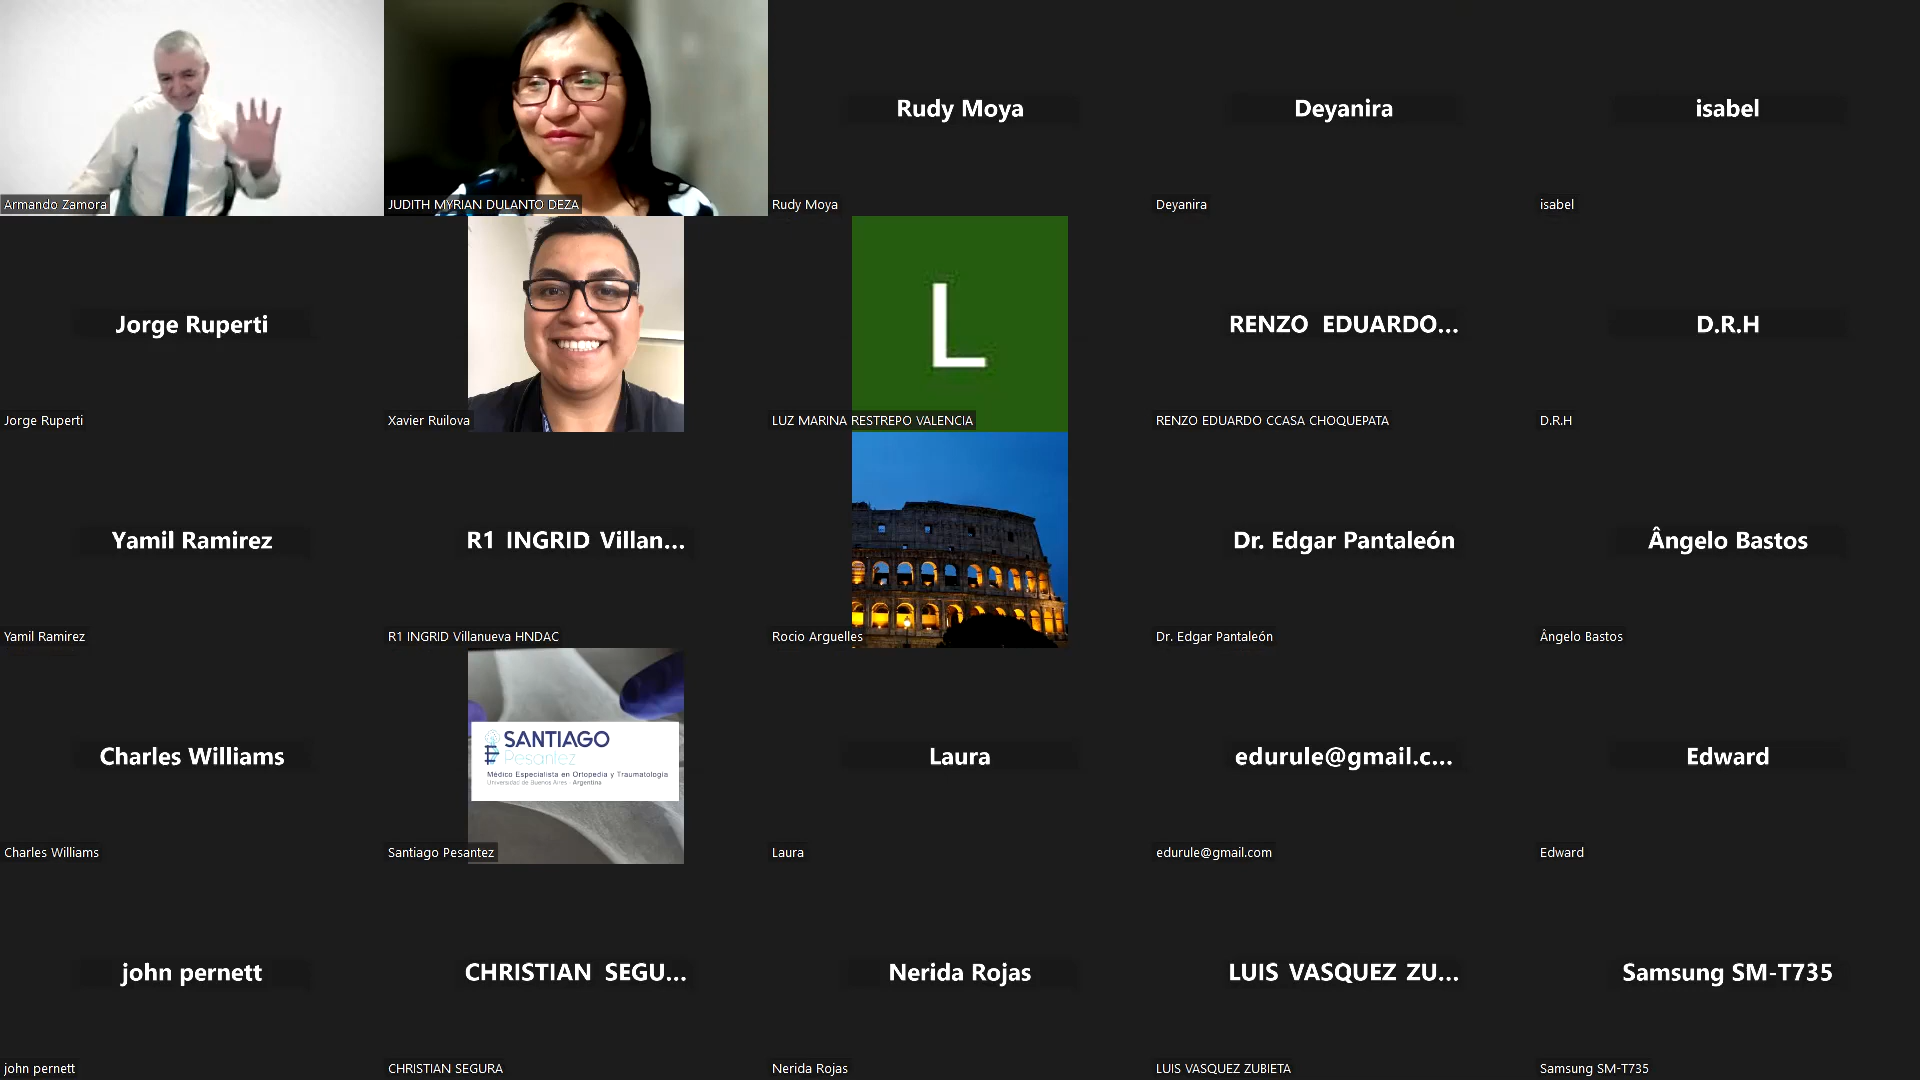 Armando Zamora
JUDITH MYRIAN DULANTO DEZA
Rudy Moya
Rudy Moya
Deyanira
Deyanira
isabel
isabel
Jorge Ruperti
Jorge Ruperti
Xavier Ruilova
L
LUZ MARINA RESTREPO VALENCIA
RENZO EDUARDO...
RENZO EDUARDO CCASA CHOQUEPATA
D.R.H
D.R.H
Yamil Ramirez
Yamil Ramirez
R1 INGRID Villan...
R1 INGRID Villanueva HNDAC
Rocio Arguelles
Dr. Edgar Pantaleón
Dr. Edgar Pantaleón
Ângelo Bastos
Ângelo Bastos
Charles Williams
Charles Williams
SANTIAGO
Pesantez
Médico Especialista en Ortopedia y Traumatología
Universidad de Buenos Aires - Argentina
Santiago Pesantez
Laura
Laura
edurule@gmail.c...
edurule@gmail.com
Edward
Edward
john pernett
john pernett
CHRISTIAN SEGU...
CHRISTIAN SEGURA
Nerida Rojas
Nerida Rojas
LUIS VASQUEZ ZU...
LUIS VASQUEZ ZUBIETA
Samsung SM-T735
Samsung SM-T735